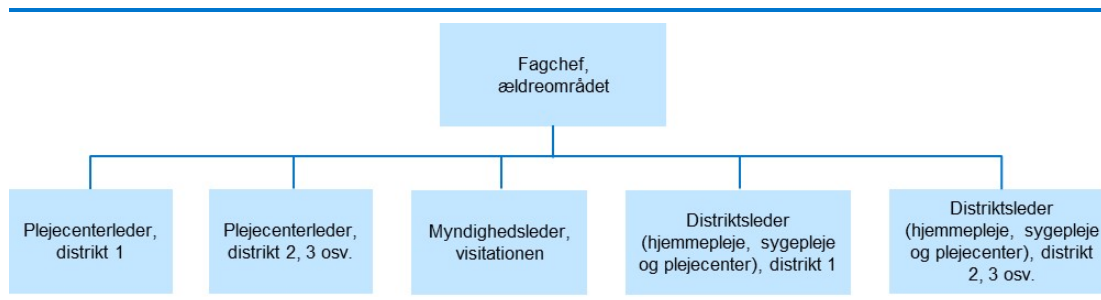 Fagchef,
ældreområdet
Plejecenterleder,
distrikt 1
Plejecenterleder,
distrikt 2, 3 osv.
Myndighedsleder,
visitationen
Distriktsleder
(hjemmepleje, sygepleje
og plejecenter), distrikt 1
Distriktsleder
(hjemmepleje, sygepleje
og plejecenter), distrikt
2, 3 osv.